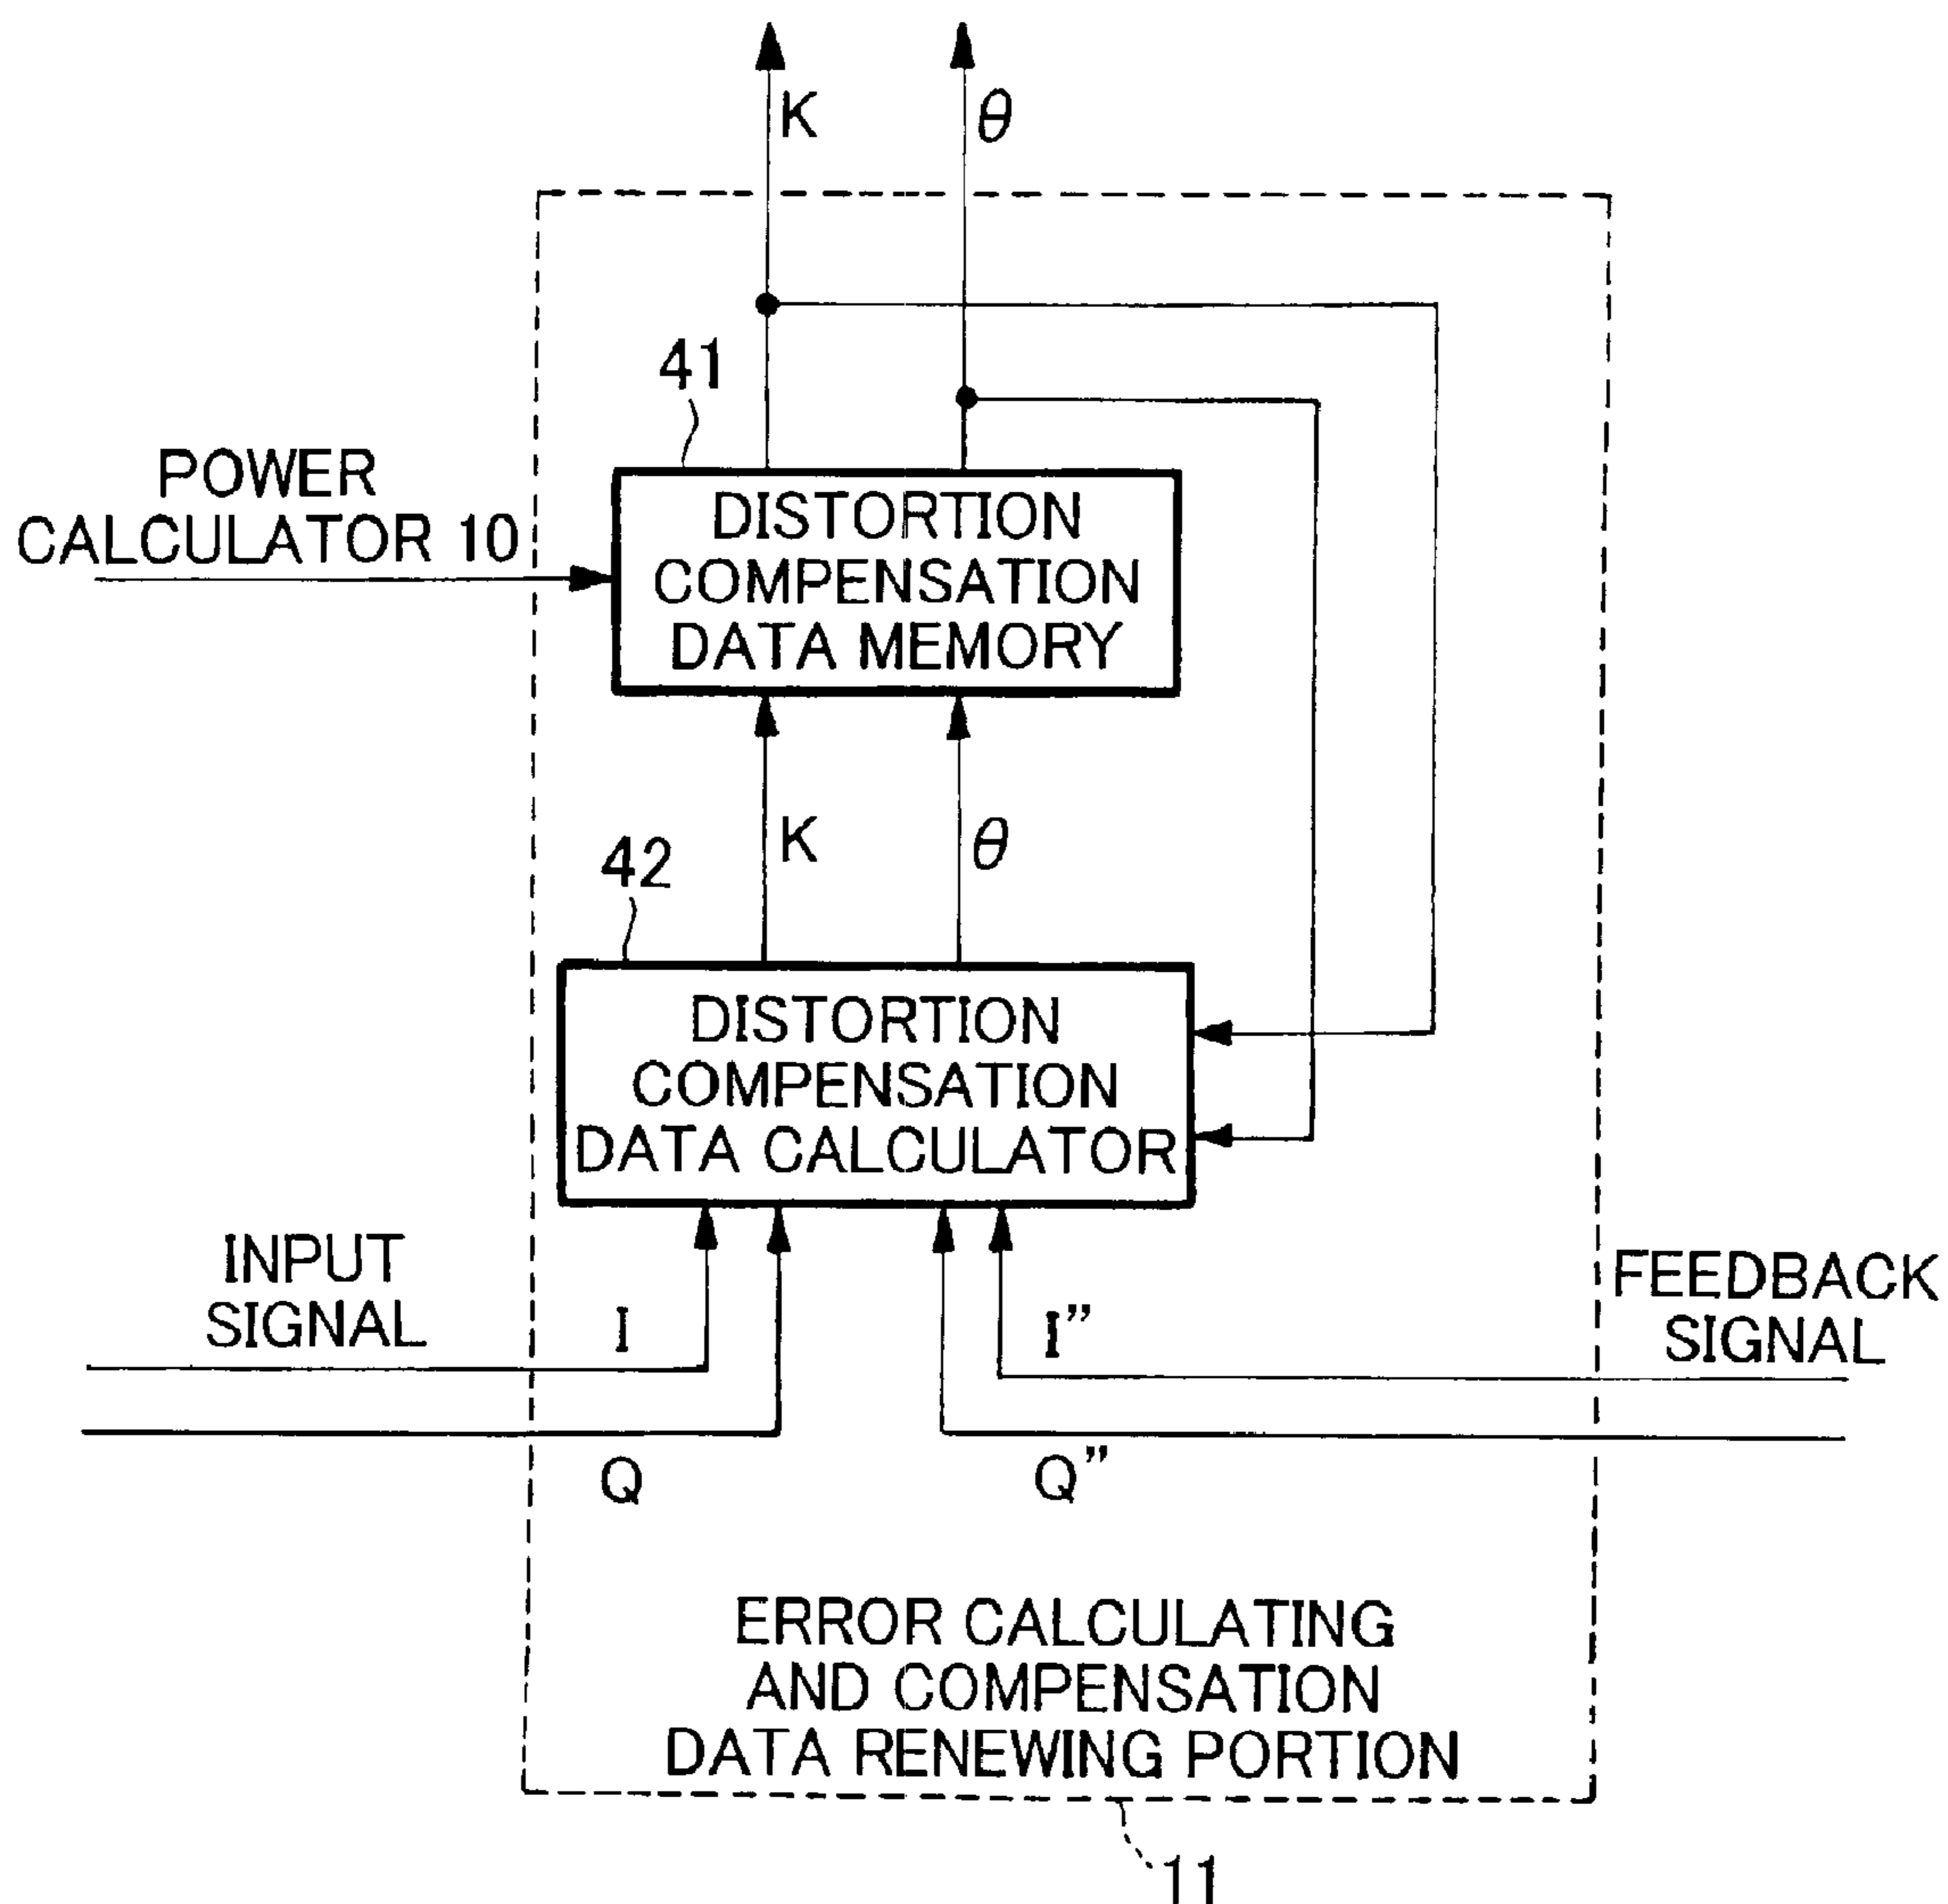 K
θ
41
POWER
CALCULATOR 10
DISTORTION
COMPENSATION
DATA MEMORY
K
θ
42
DISTORTION
COMPENSATION
DATA CALCULATOR
INPUT
SIGNAL
I
I”
FEEDBACK
SIGNAL
Q
Q”
ERROR CALCULATING
AND COMPENSATION
DATA RENEWING PORTION
11